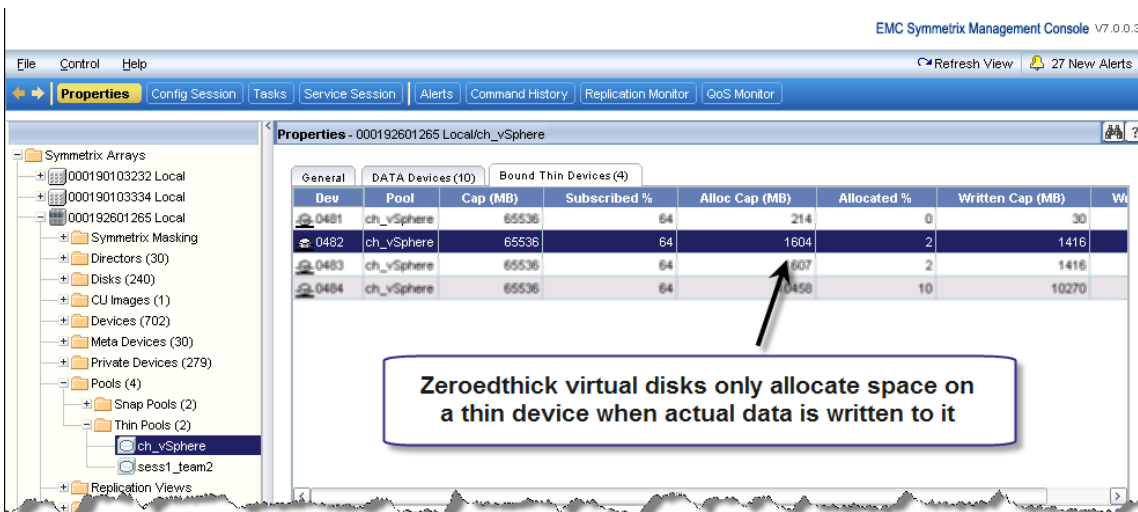 EMC Symmetrix Management Console V7.0.0.3
File Control Help Refresh View 27 New Alerts
Properties Config Session Tasks Service Session Alerts Command History Replication Monitor QoS Monitor
Properties - 000192601265 Local/ch_vSphere ?
Symmetrix Arrays
000190103232 Local
000190103334 Local
000192601265 Local
Symmetrix Masking
Directors (30)
Disks (240)
CU Images (1)
Devices (702)
Meta Devices (30)
Private Devices (279)
Pools (4)
Snap Pools (2)
Thin Pools (2)
ch_vSphere
sess1_team2
Replication Views
General DATA Devices (10) Bound Thin Devices (4)
Dev Pool Cap (MB) Subscribed % Alloc Cap (MB) Allocated % Written Cap (MB)
0481 ch_vSphere 65536 64 214 0 30
0482 ch_vSphere 65536 64 1604 2 1416
0483 ch_vSphere 65536 64 2 1416
0484 ch_vSphere 65536 64 10 10270
Zeroedthick virtual disks only allocate space on
a thin device when actual data is written to it